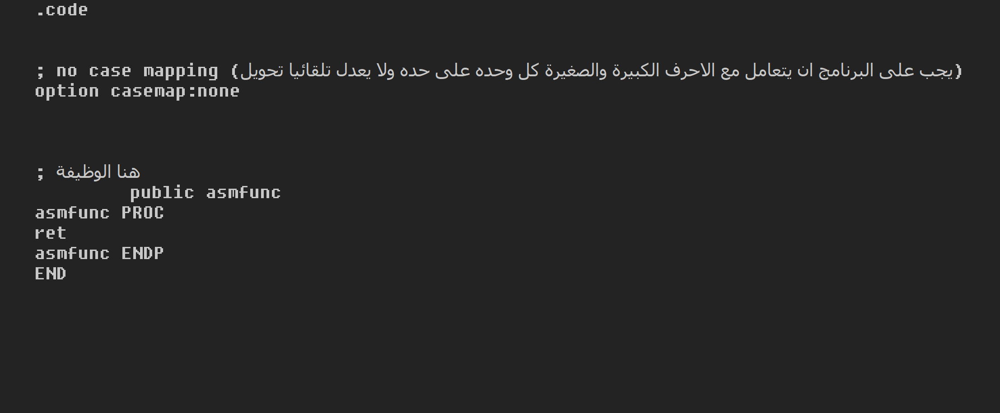 .code
; no case mapping (يجب على البرنامج ان يتعامل مع الاحرف الكبيرة والصغيرة كل وحده على حده ولا يعدل تلقائيا تحويل)
option casemap:none
; هنا الوظيفة
public asmfunc
asmfunc PROC
ret
asmfunc ENDP
END